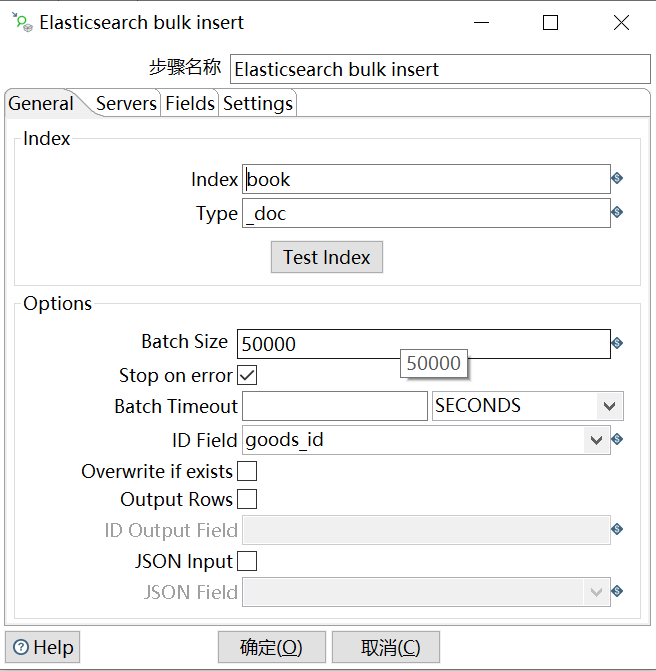 Elasticsearch bulk insert
步骤名称 Elasticsearch bulk insert
General Servers Fields Settings
Index
Index book
Type _doc
Test Index
Options
Batch Size 50000
50000
Stop on error
Batch Timeout SECONDS
ID Field goods_id
Overwrite if exists
Output Rows
ID Output Field
JSON Input
JSON Field
Help 确定(O) 取消(C)